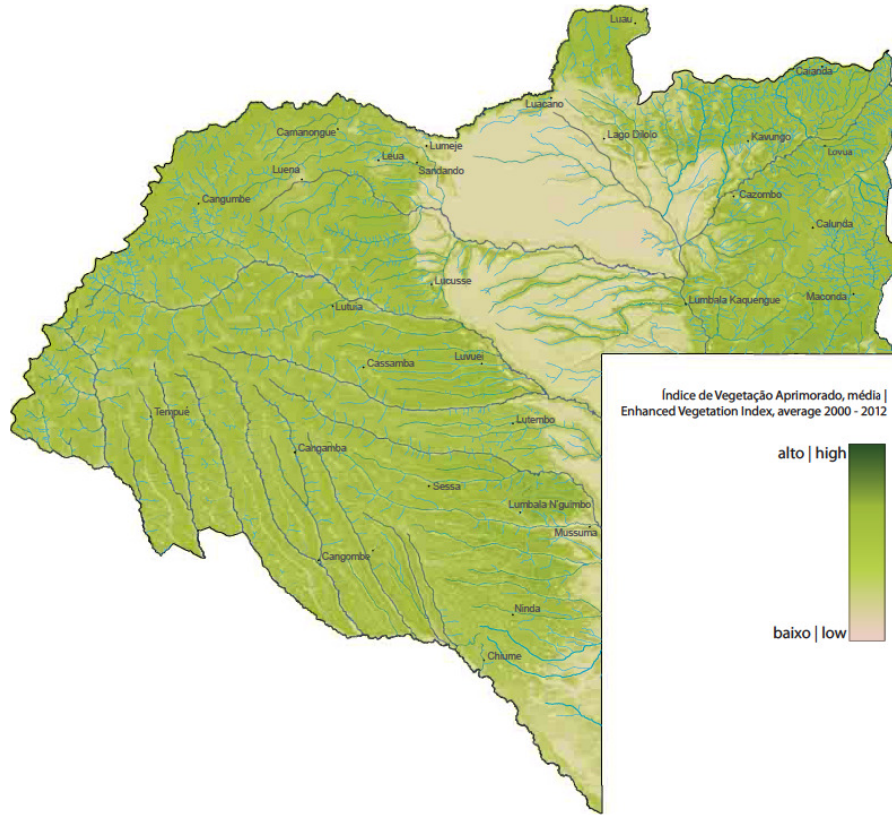 Luau
Caianda
Luacano
Camanongue
Lumeje
Lago Dilolo
Kavungo
Lovua
Léua
Sandando
Luena
Cangumbe
Cazombo
Calunda
Lucusse
Lumbala Kaquengue
Maconda
Lutuia
Luvuei
Cassamba
Índice de Vegetação Aprimorado, média |
Enhanced Vegetation Index, average 2000 - 2012
Tempué
Lutembo
Cangamba
alto | high
Sessa
Lumbala N'guimbo
Mussuma
Cangombe
Ninda
baixo | low
Chiume